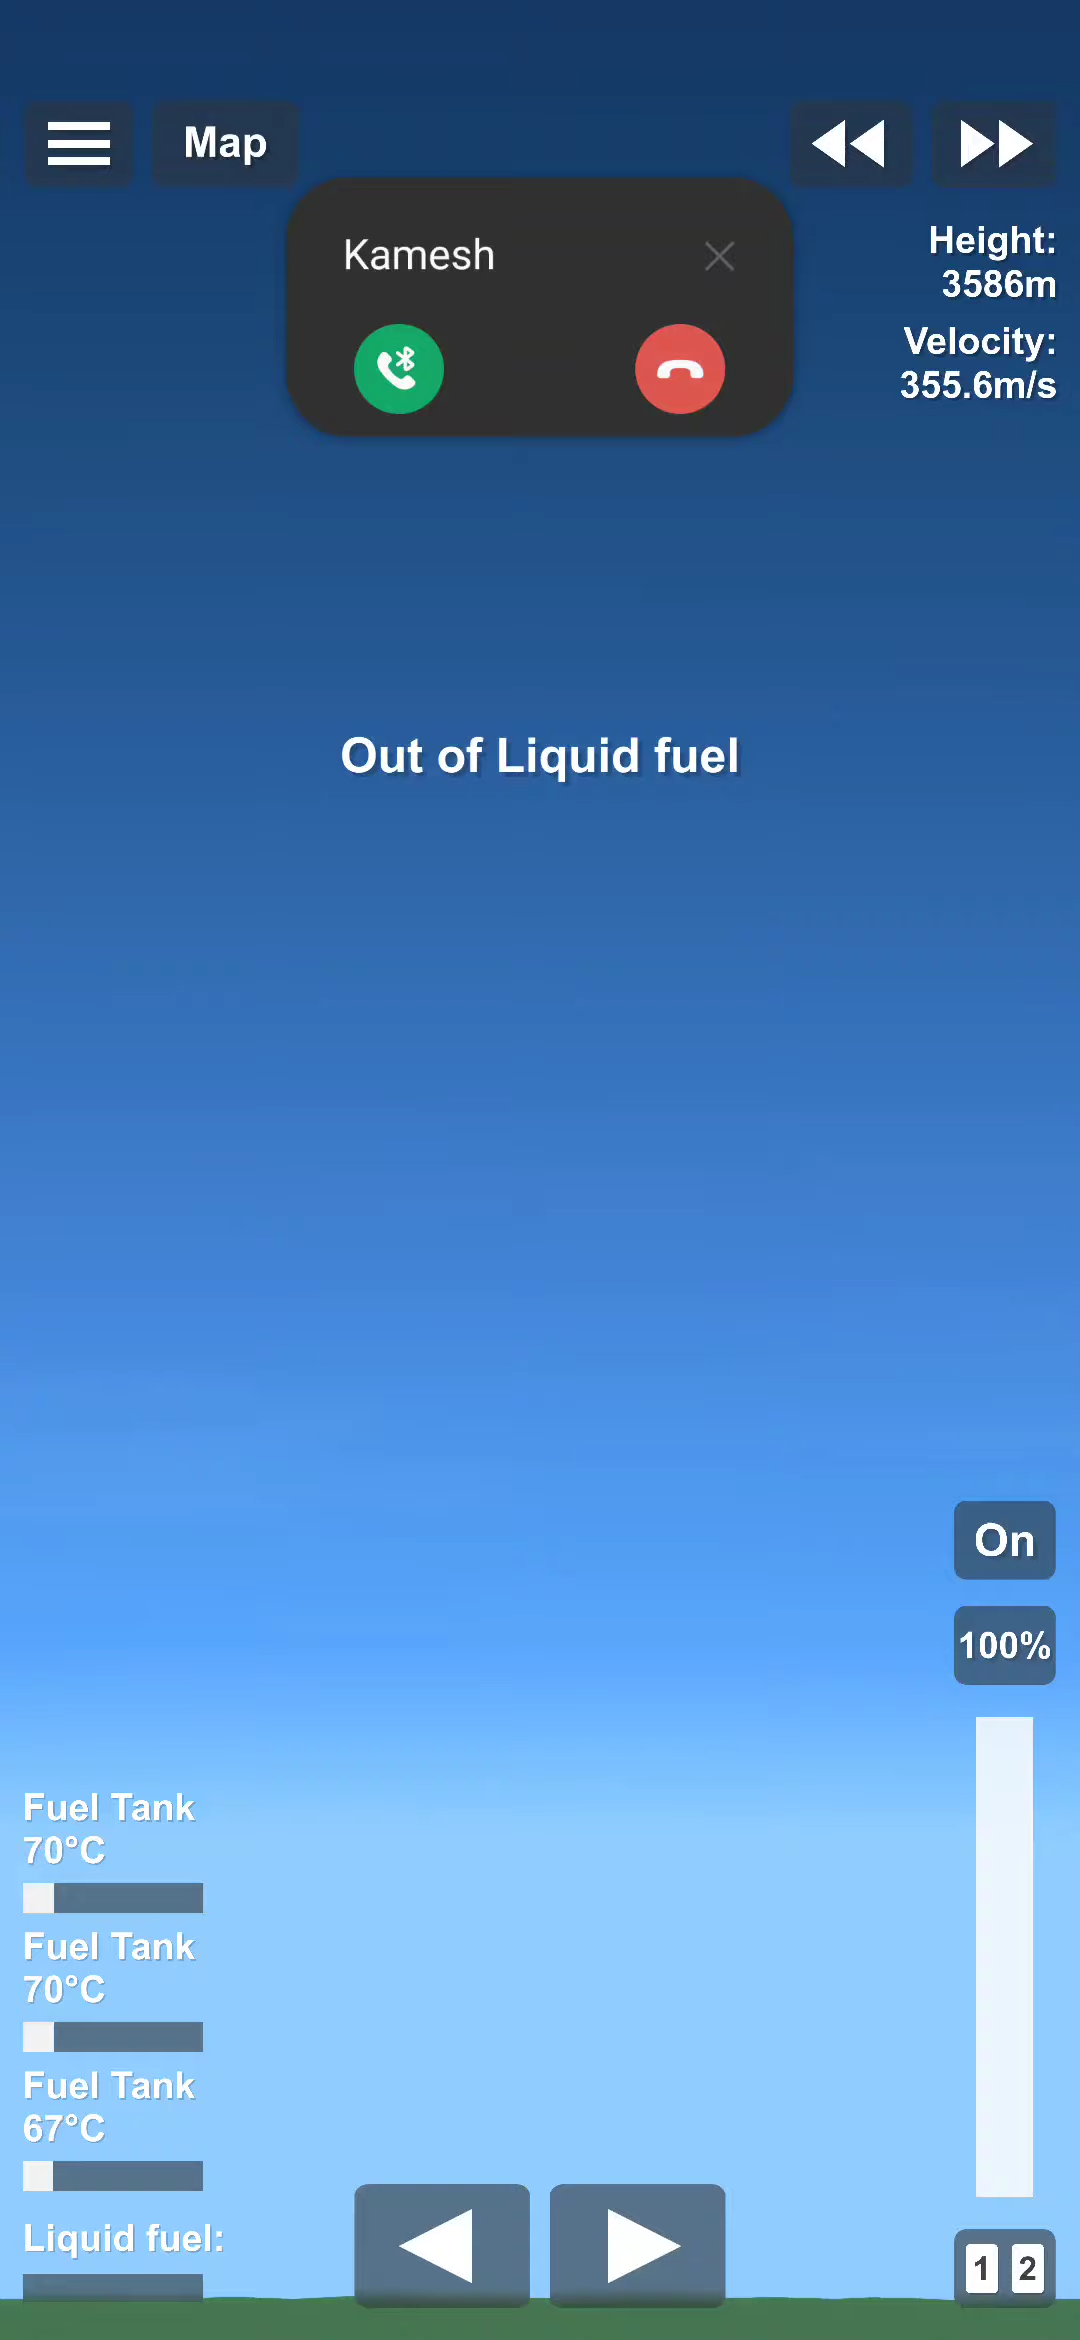 Map
Kamesh
Height:
3586m
Velocity:
355.6m/s
Out of Liquid fuel
On
100%
Fuel Tank
70°C
Fuel Tank
70°C
Fuel Tank
67°C
Liquid fuel:
1 2